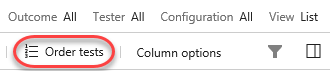 Outcome All Tester All Configuration All View List
Order tests Column options